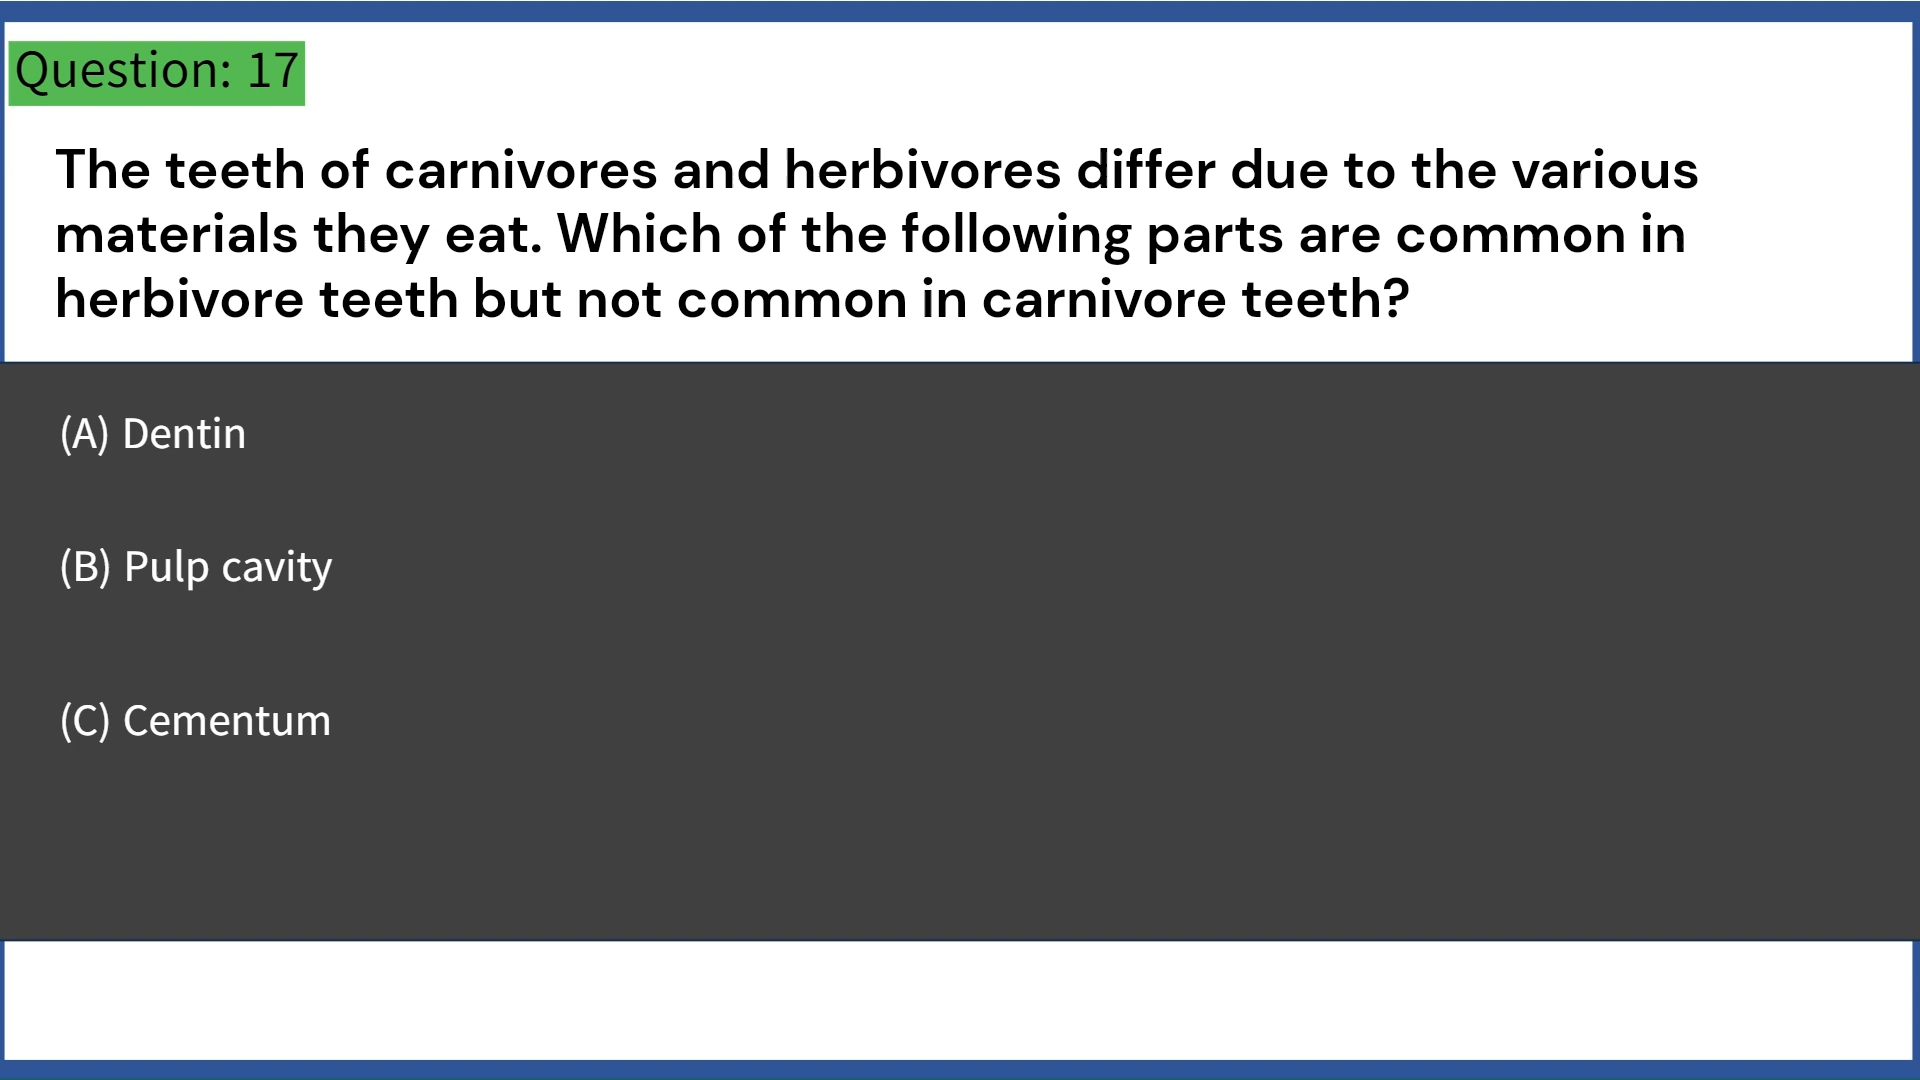 Question: 17
The teeth of carnivores and herbivores differ due to the various
materials they eat. Which of the following parts are common in
herbivore teeth but not common in carnivore teeth?
(A) Dentin
(B) Pulp cavity
(C) Cementum